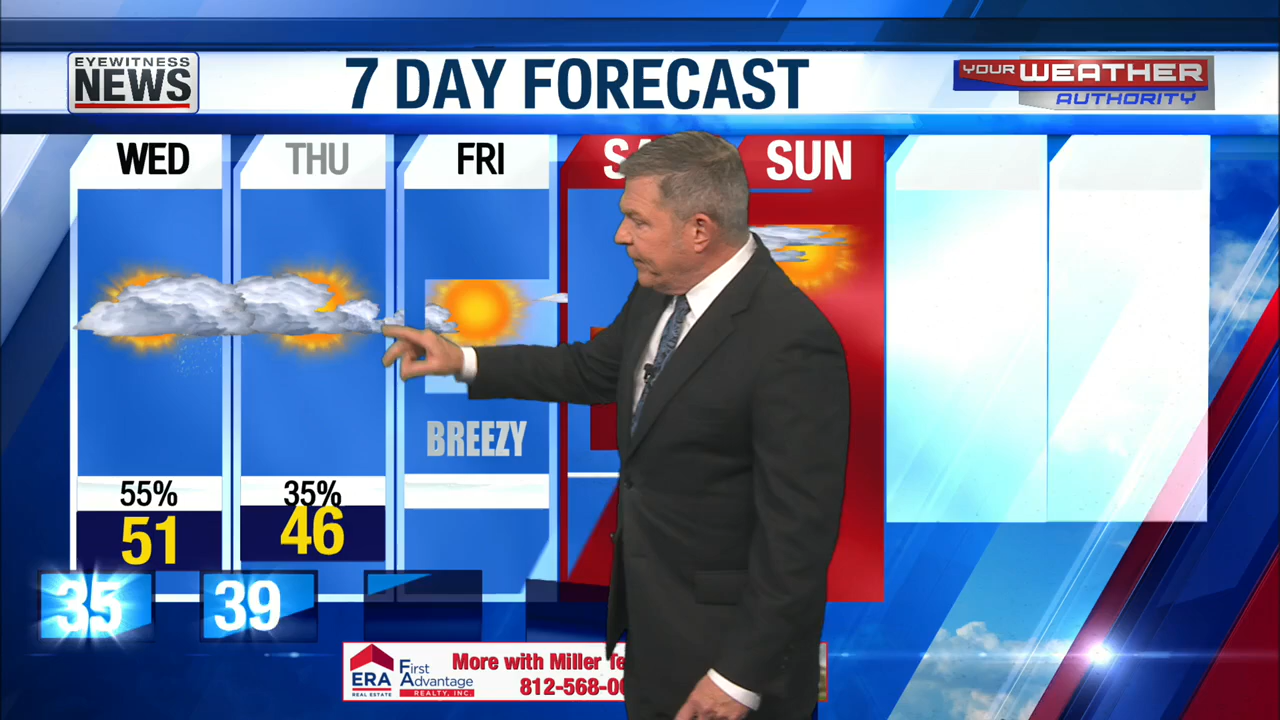 EYEWITNESS
NEWS
7 DAY FORECAST
YOUR WEATHER
AUTHORITY
WED
THU
FRI
SUN
BREEZY
55%
35%
51
46
35
39
ERA
REAL ESTATE
First
Advantage
REALTY, INC.
More with Miller
812-568-0